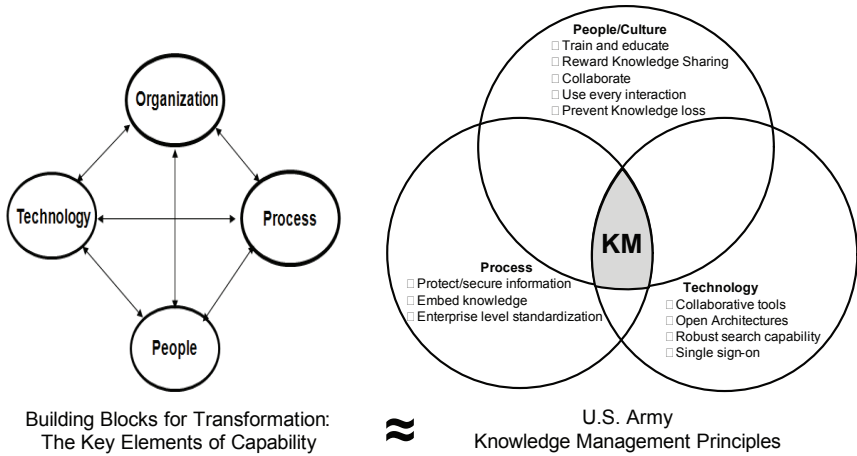 Organization
Technology
Process
People
Building Blocks for Transformation:
The Key Elements of Capability
≈
People/Culture
□ Train and educate
□ Reward Knowledge Sharing
□ Collaborate
□ Use every interaction
□ Prevent Knowledge loss
KM
Process
□ Protect/secure information
□ Embed knowledge
□ Enterprise level standardization
Technology
□ Collaborative tools
□ Open Architectures
□ Robust search capability
□ Single sign-on
U.S. Army
Knowledge Management Principles